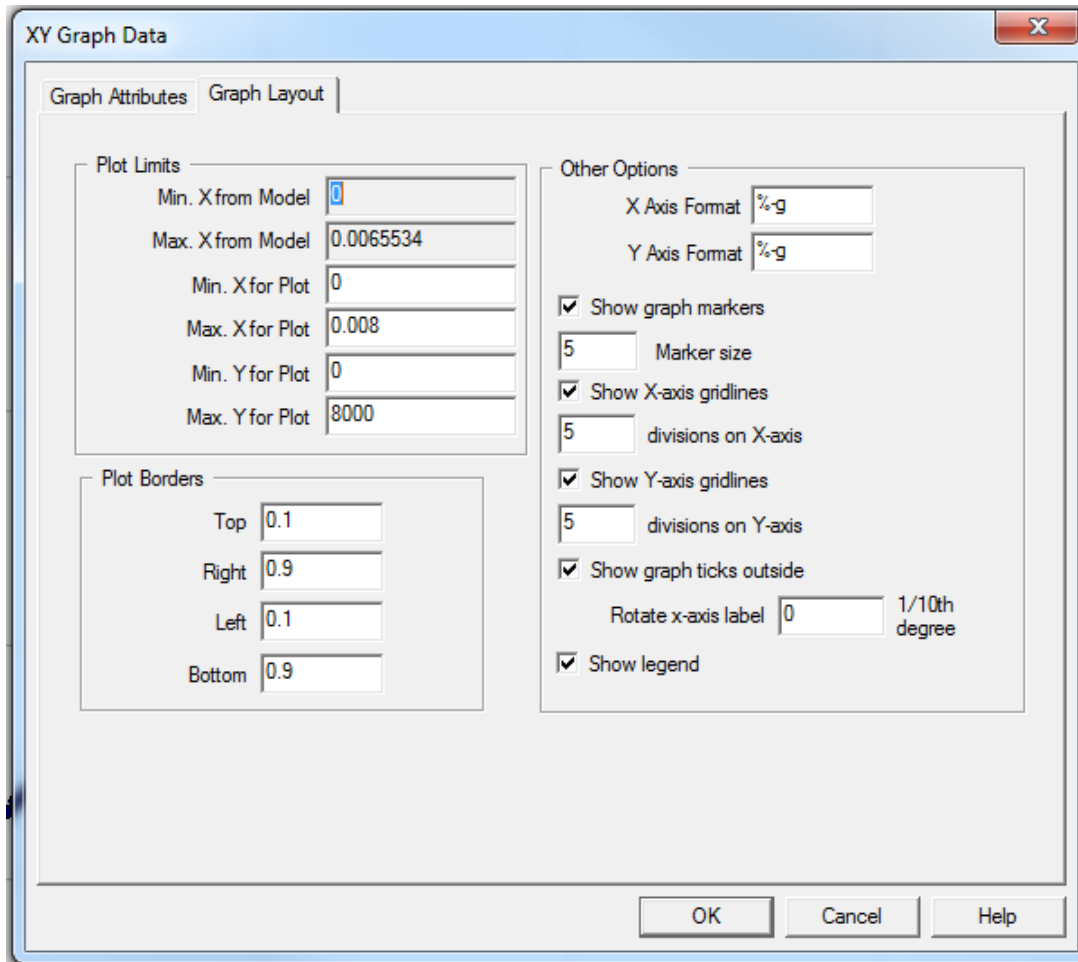 XY Graph Data
Graph Attributes
Graph Layout
Plot Limits
Min. X from Model 0
Max. X from Model 0.0065534
Min. X for Plot 0
Max. X for Plot 0.008
Min. Y for Plot 0
Max. Y for Plot 8000
Plot Borders
Top 0.1
Right 0.9
Left 0.1
Bottom 0.9
Other Options
X Axis Format %-g
Y Axis Format %-g
Show graph markers
5 Marker size
Show X-axis gridlines
5 divisions on X-axis
Show Y-axis gridlines
5 divisions on Y-axis
Show graph ticks outside
Rotate x-axis label 0 1/10th
degree
Show legend
OK
Cancel
Help